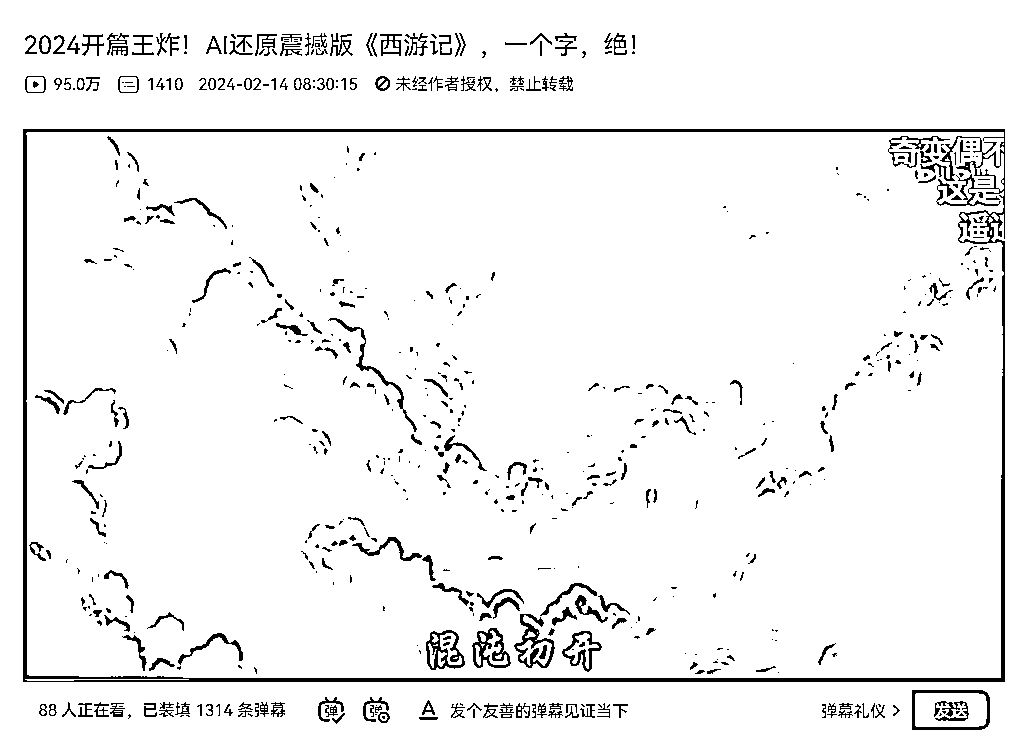 2024开篇王炸！AI还原震撼版《西游记》，一个字，绝！
95.0万 1410 2024-02-14 08:30:15 未经作者授权，禁止转载
奇变偶不
这是
遥远
混沌初开
88 人正在看，已装填 1314 条弹幕 弹 弹 A 发个友善的弹幕见证当下 弹幕礼仪 > 发送